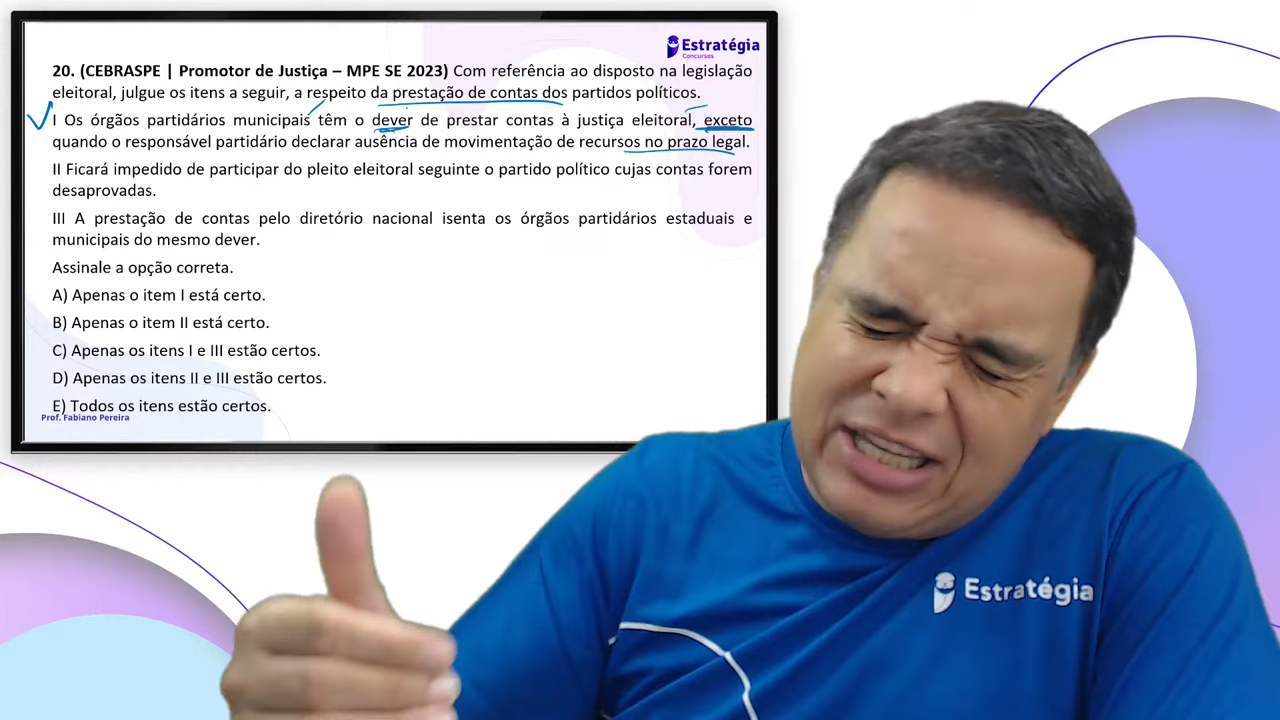 Estratégia
Concursos
20. (CEBRASPE | Promotor de Justiça – MPE SE 2023) Com referência ao disposto na legislação
eleitoral, julgue os itens a seguir, a respeito da prestação de contas dos partidos políticos.
I Os órgãos partidários municipais têm o dever de prestar contas à justiça eleitoral, exceto
quando o responsável partidário declarar ausência de movimentação de recursos no prazo legal.
II Ficará impedido de participar do pleito eleitoral seguinte o partido político cujas contas forem
desaprovadas.
III A prestação de contas pelo diretório nacional isenta os órgãos partidários estaduais e
municipais do mesmo dever.
Assinale a opção correta.
A) Apenas o item I está certo.
B) Apenas o item II está certo.
C) Apenas os itens I e III estão certos.
D) Apenas os itens II e III estão certos.
E) Todos os itens estão certos.
Prof. Fabiano Pereira
Estratégia